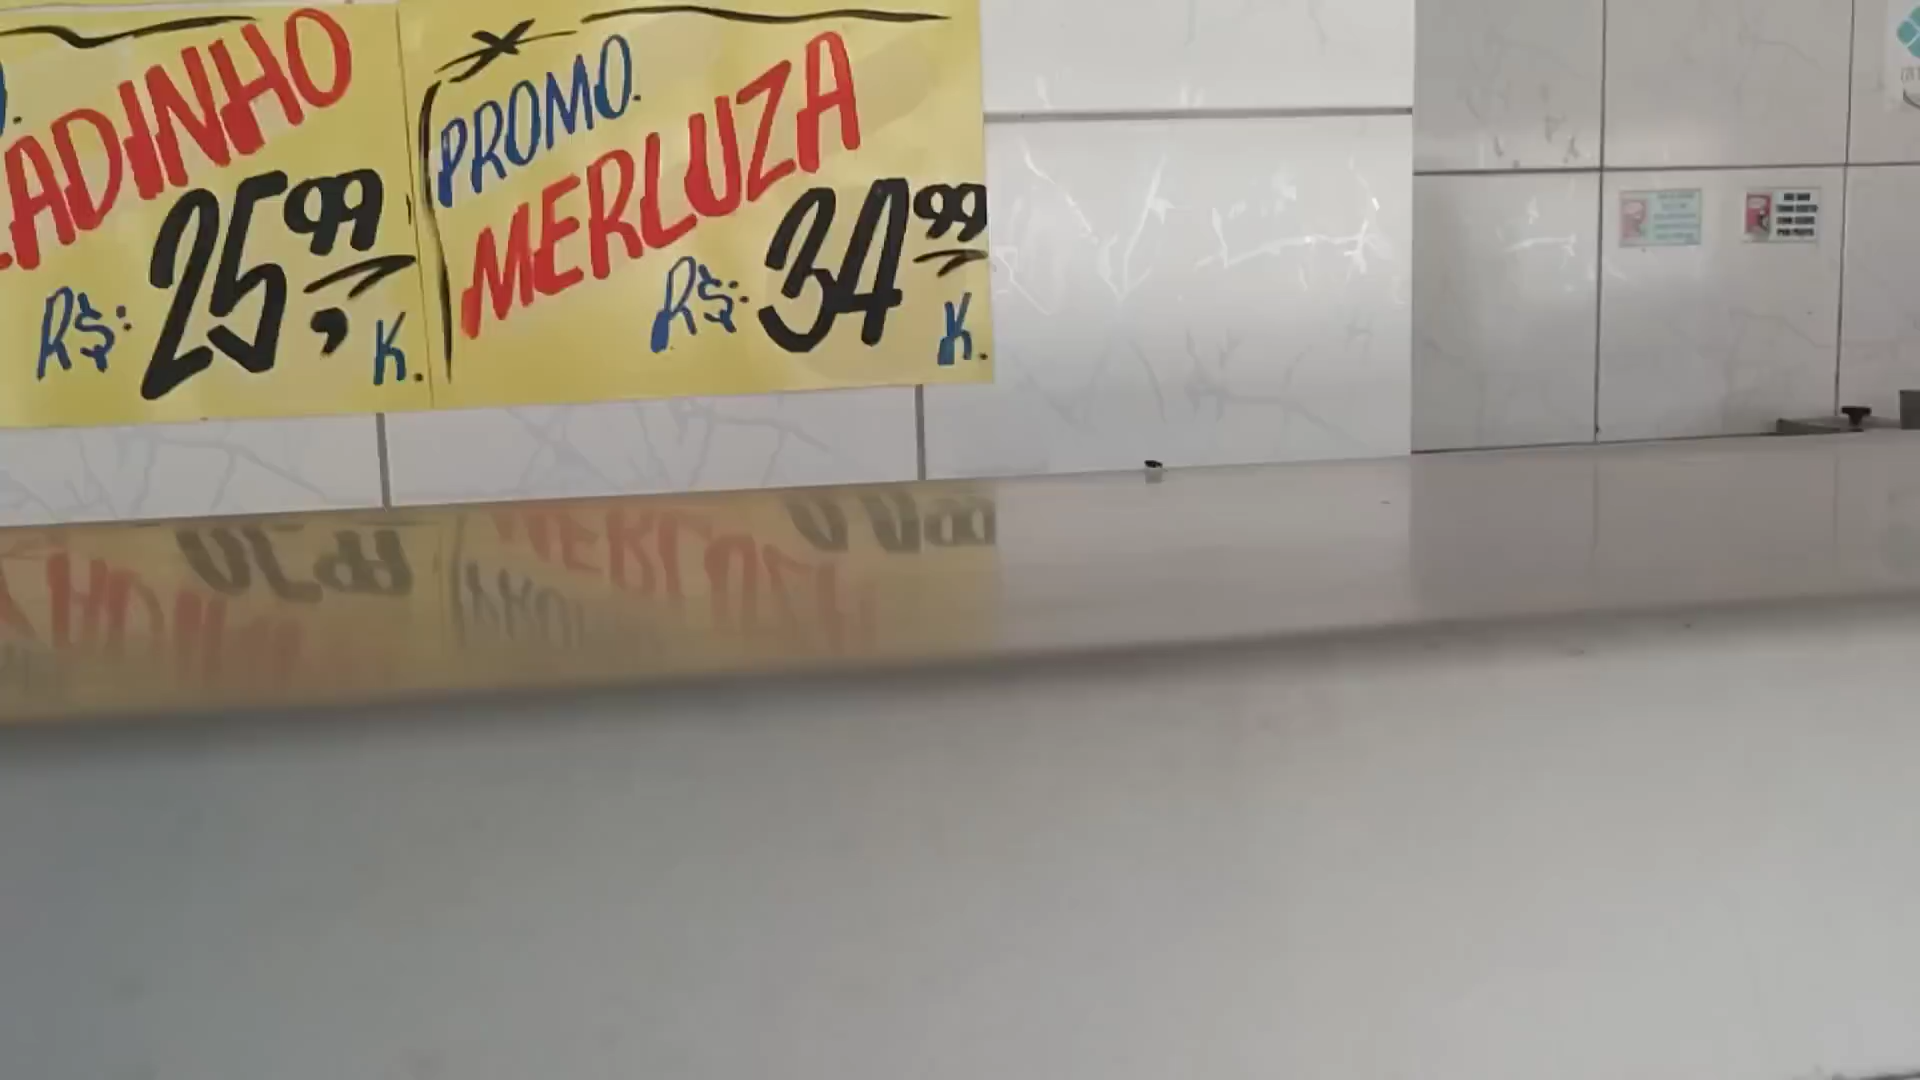 ADINHO
R$: 25,99 K.
PROMO.
MERLUZA
R$: 34 99 K.